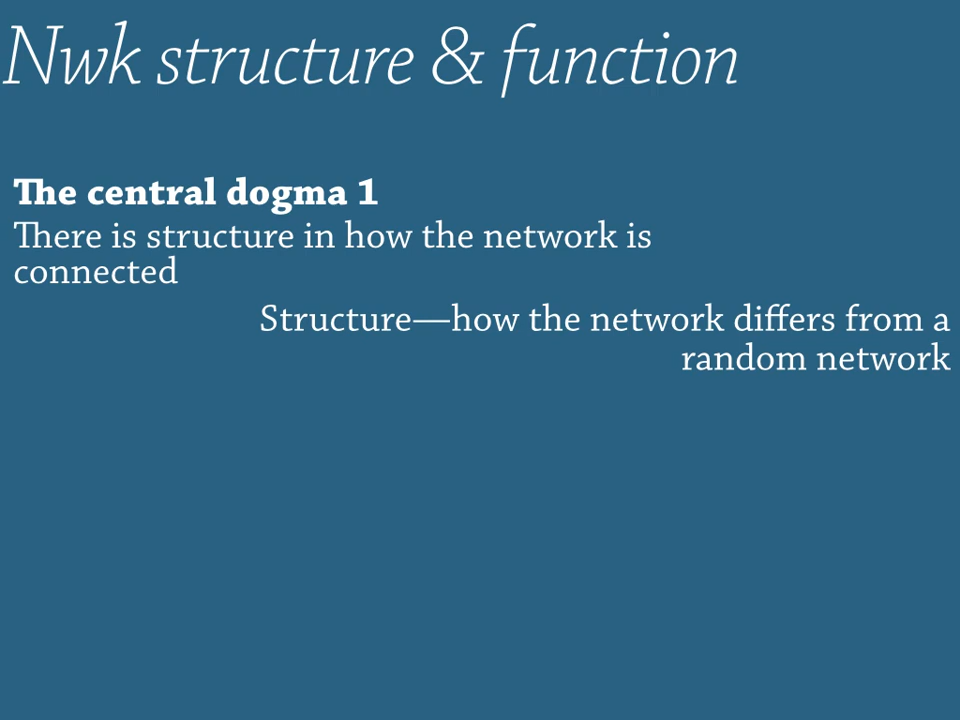 Nwk structure & function
The central dogma 1
There is structure in how the network is
connected
Structure—how the network differs from a
random network